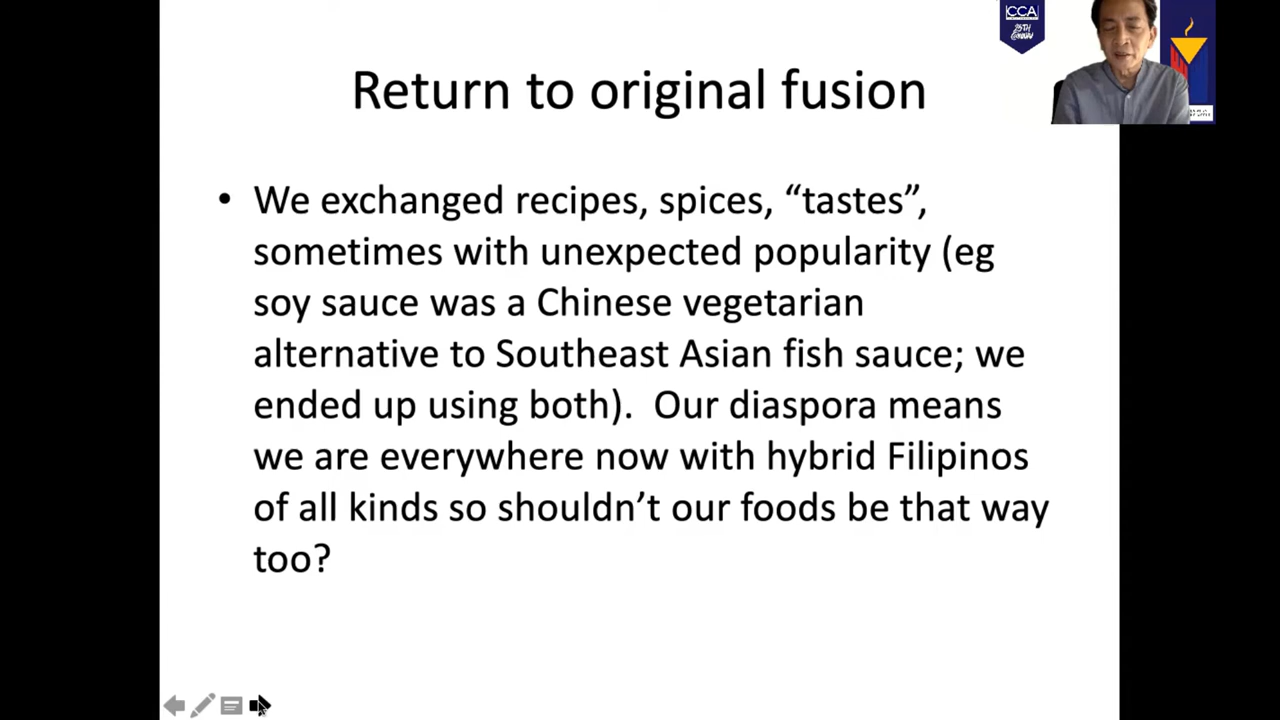 CCA
25TH
Return to original fusion
• We exchanged recipes, spices, “tastes”,
sometimes with unexpected popularity (eg
soy sauce was a Chinese vegetarian
alternative to Southeast Asian fish sauce; we
ended up using both).  Our diaspora means
we are everywhere now with hybrid Filipinos
of all kinds so shouldn’t our foods be that way
too?